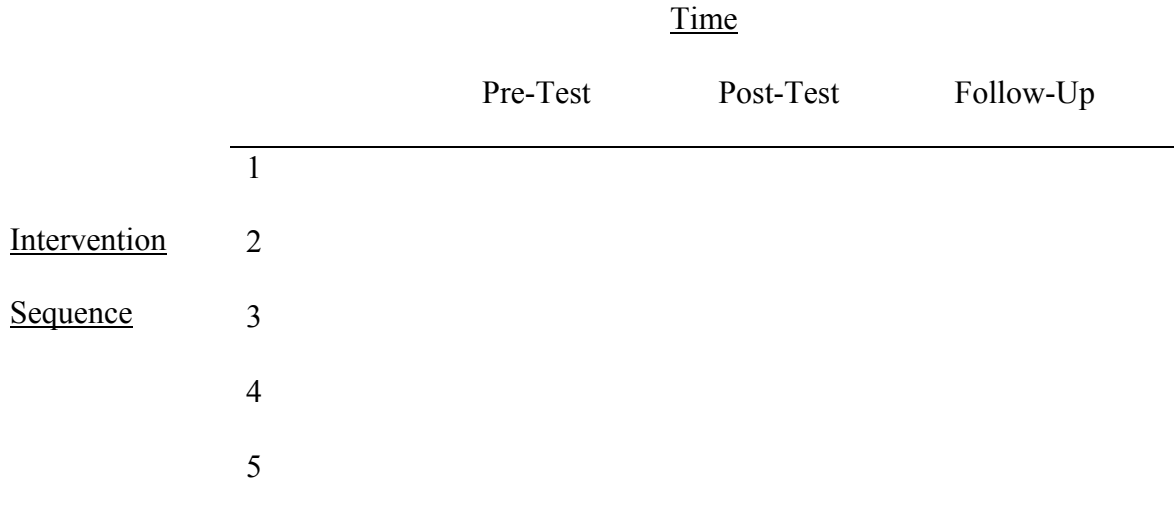 Time
Pre-Test Post-Test Follow-Up
1
Intervention 2
Sequence 3
4
5